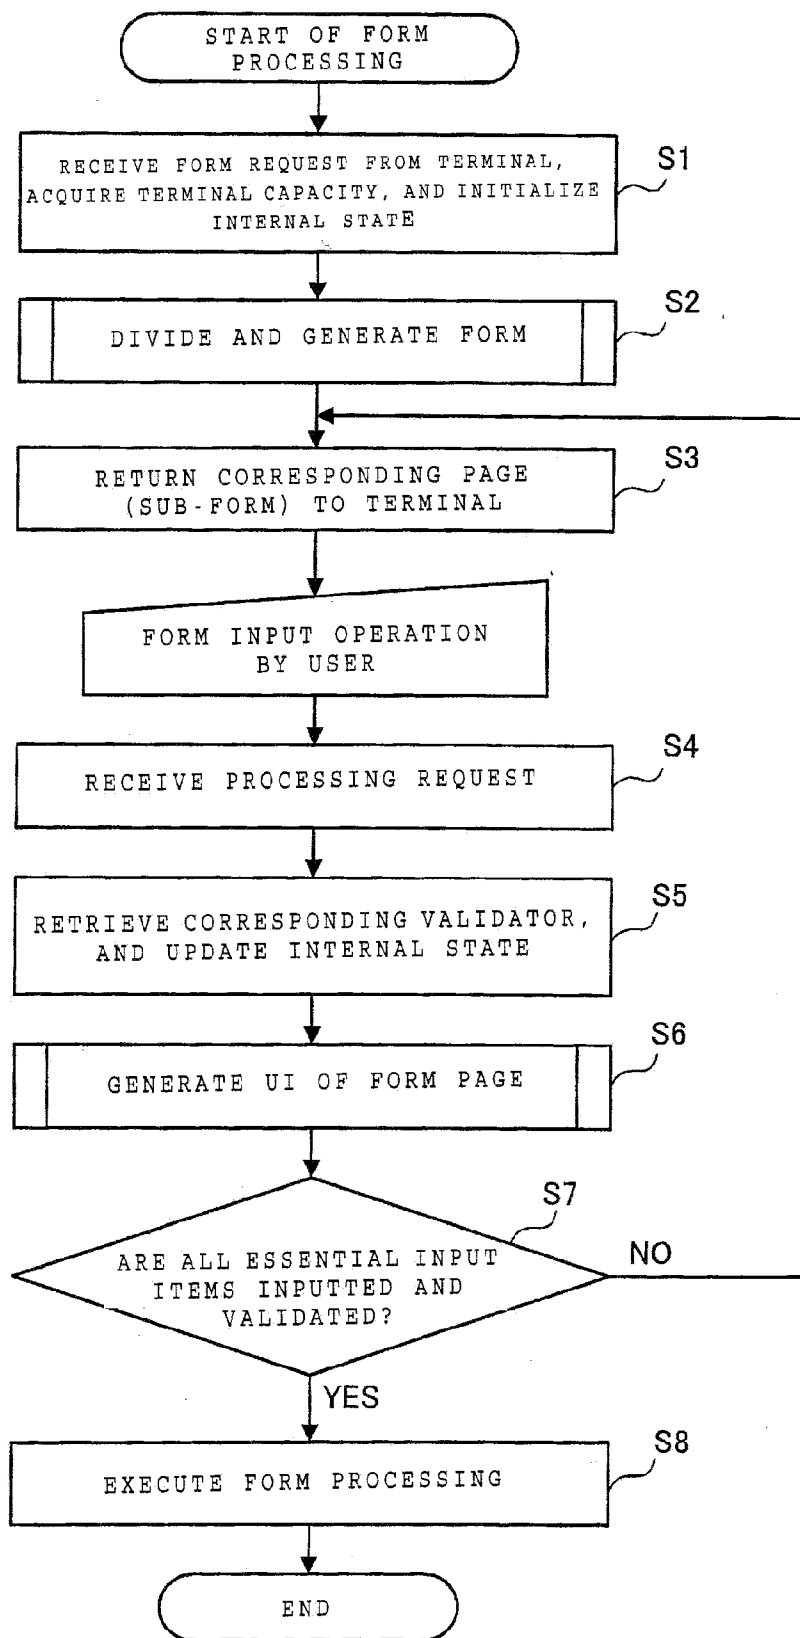 START OF FORM
PROCESSING
RECEIVE FORM REQUEST FROM TERMINAL,
ACQUIRE TERMINAL CAPACITY, AND INITIALIZE
INTERNAL STATE
S1
DIVIDE AND GENERATE FORM
S2
RETURN CORRESPONDING PAGE
(SUB-FORM) TO TERMINAL
S3
FORM INPUT OPERATION
BY USER
RECEIVE PROCESSING REQUEST
S4
RETRIEVE CORRESPONDING VALIDATOR,
AND UPDATE INTERNAL STATE
S5
GENERATE UI OF FORM PAGE
S6
ARE ALL ESSENTIAL INPUT
ITEMS INPUTTED AND
VALIDATED?
S7
NO
YES
EXECUTE FORM PROCESSING
S8
END